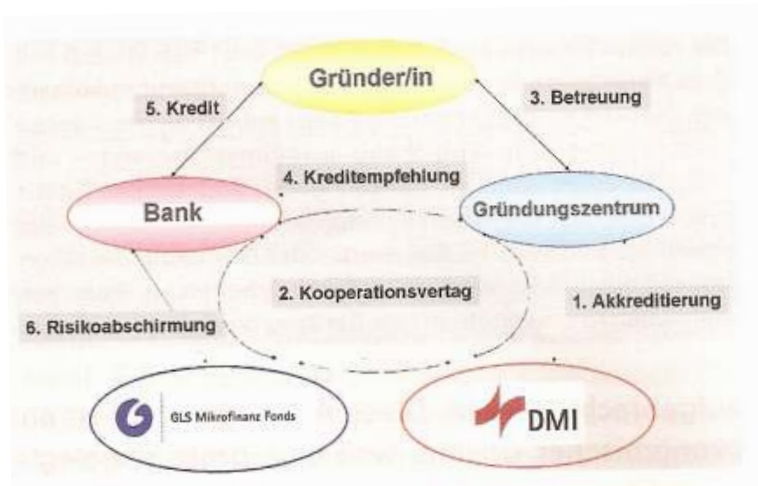 Gründer/in
5. Kredit
3. Betreuung
4. Kreditempfehlung
Bank
Gründungszentrum
2. Kooperationsvertag
1. Akkreditierung
6. Risikoabschirmung
GLS Mikrofinanz Fonds
DMI